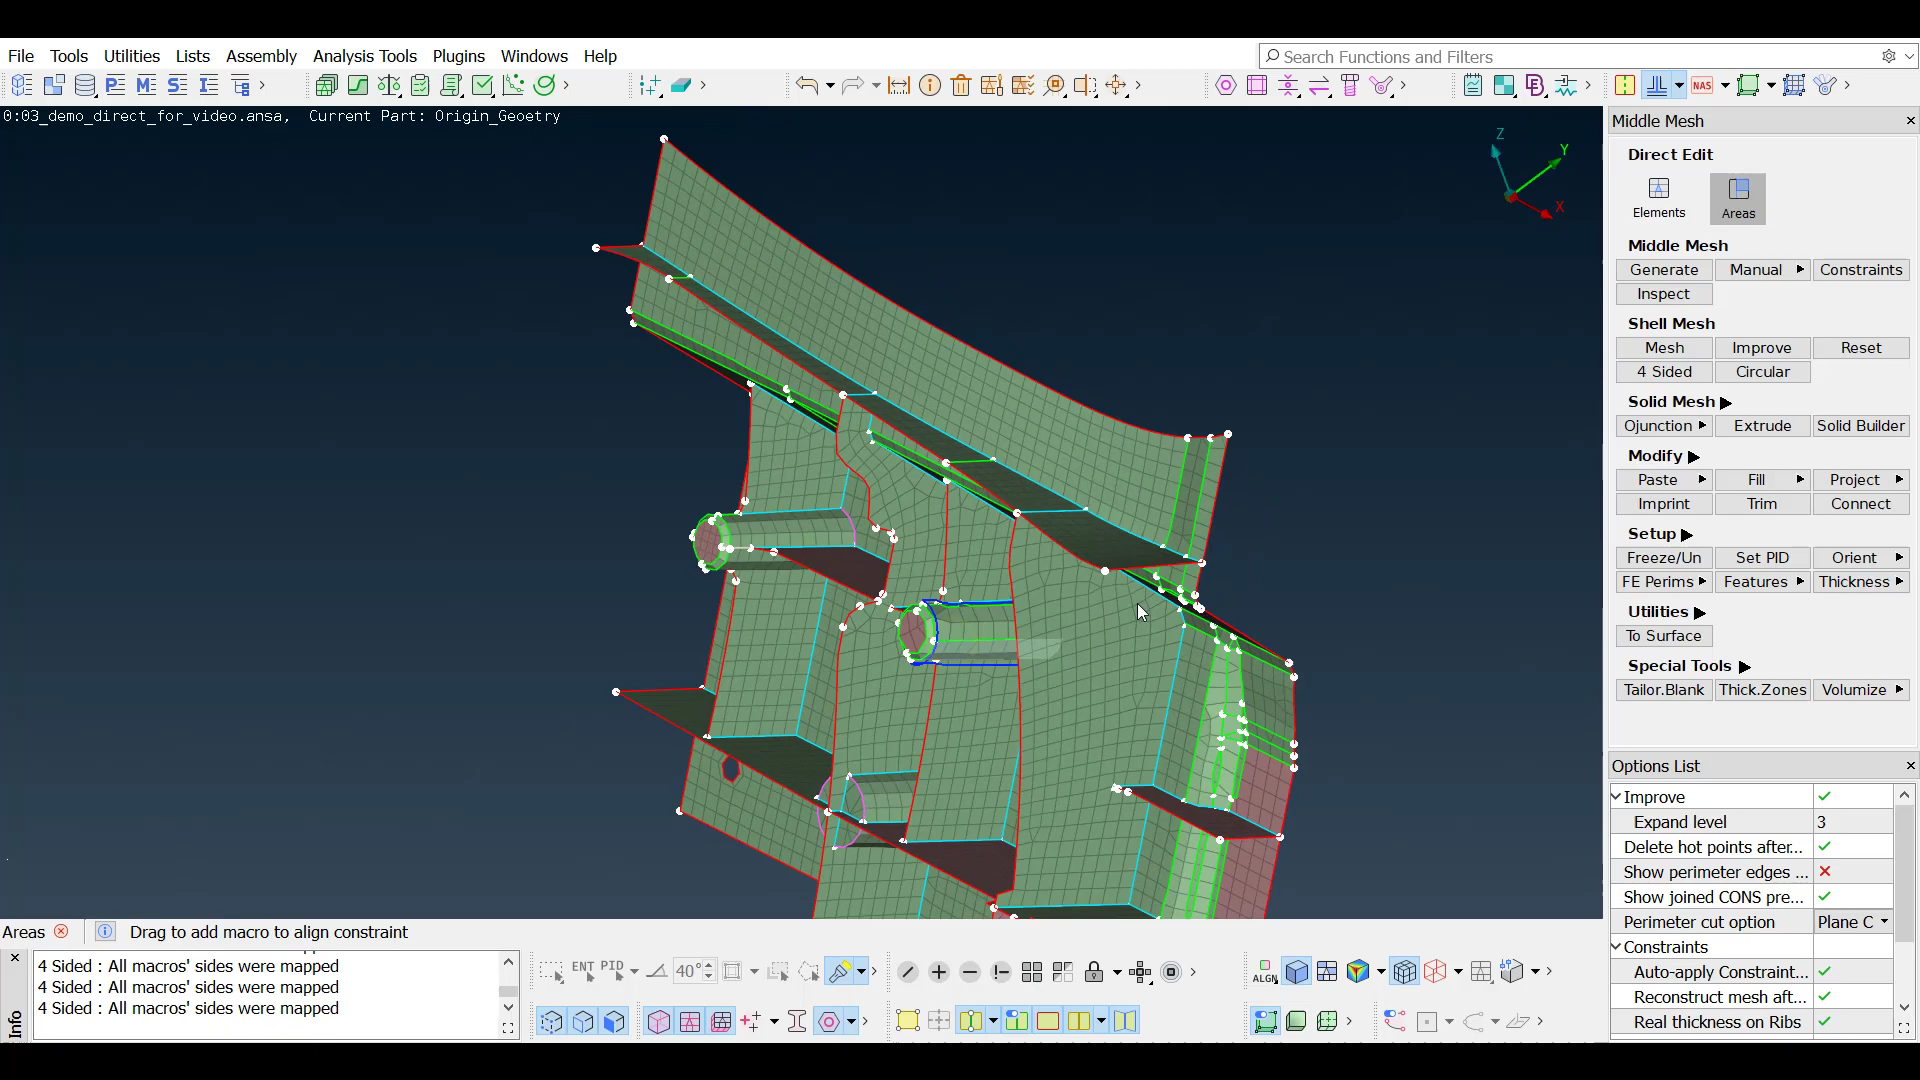 File Tools Utilities Lists Assembly Analysis Tools Plugins Windows Help
Search Functions and Filters
NAS
0:03_demo_direct_for_video.ansa, Current Part: Origin_Geoetry
Z
Y
X
Middle Mesh
Direct Edit
Elements Areas
Middle Mesh
Generate Manual Constraints
Inspect
Shell Mesh
Mesh Improve Reset
4 Sided Circular
Solid Mesh
Ojunction Extrude Solid Builder
Modify
Paste Fill Project
Imprint Trim Connect
Setup
Freeze/Un Set PID Orient
FE Perims Features Thickness
Utilities
To Surface
Special Tools
Tailor.Blank Thick.Zones Volumize
Options List
Improve
Expand level 3
Delete hot points after...
Show perimeter edges ...
Show joined CONS pre...
Perimeter cut option Plane C
Constraints
Auto-apply Constraint...
Reconstruct mesh aft...
Real thickness on Ribs
Areas Drag to add macro to align constraint
Info
4 Sided : All macros' sides were mapped
4 Sided : All macros' sides were mapped
4 Sided : All macros' sides were mapped
ENT PID 40° ALGN